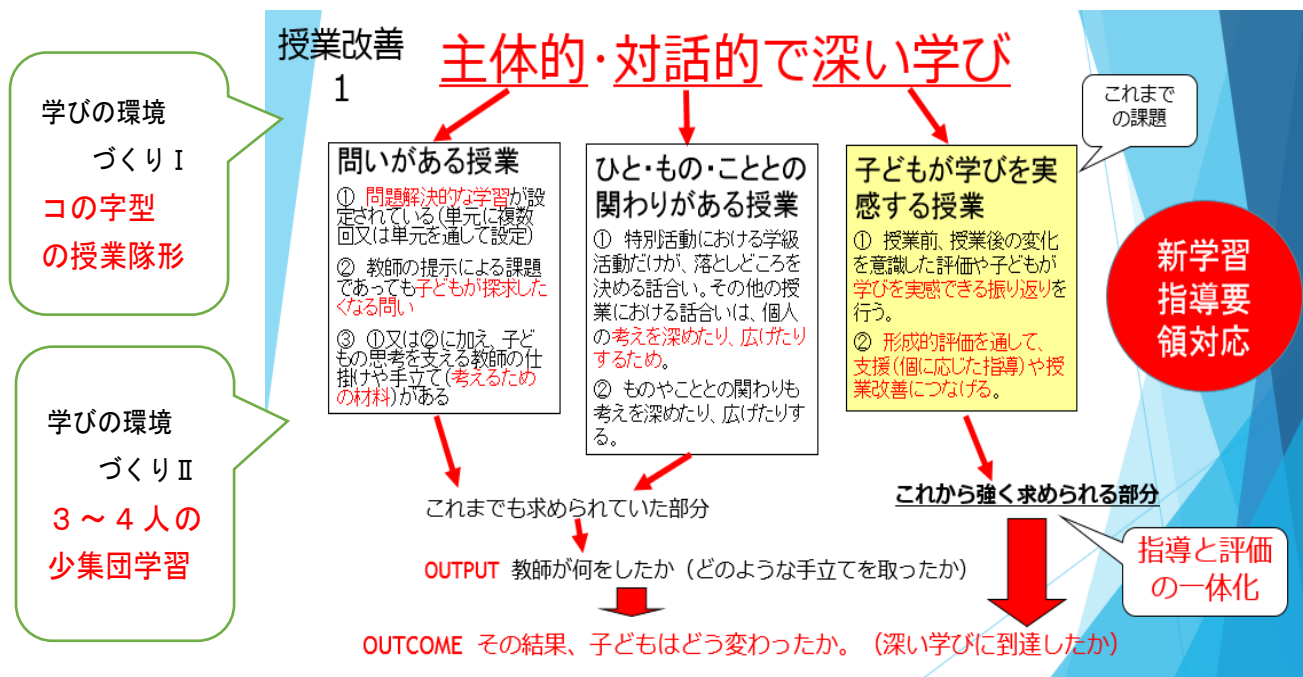 授業改善
1
主体的・対話的で深い学び
学びの環境
づくりⅠ
コの字型
の授業隊形
学びの環境
づくりⅡ
3～4人の
少集団学習
問いがある授業
① 問題解決的な学習が設
定されている(単元に複数
回又は単元を通して設定)
② 教師の提示による課題
であっても子どもが探求した
くなる問い
③ ①又は②に加え、子ど
もの思考を支える教師の仕
掛けや手立て(考えるため
の材料)がある
ひと・もの・こととの
関わりがある授業
① 特別活動における学級
活動だけが、落としどころを
決める話合い。その他の授
業における話合いは、個人
の考えを深めたり、広げたり
するため。
② ものやこととの関わりも
考えを深めたり、広げたりす
る。
これまで
の課題
子どもが学びを実
感する授業
① 授業前、授業後の変化
を意識した評価や子どもが
学びを実感できる振り返りを
行う。
② 形成的評価を通して、
支援(個に応じた指導)や授
業改善につなげる。
新学習
指導要
領対応
これまでも求められていた部分
これから強く求められる部分
指導と評価
の一体化
OUTPUT 教師が何をしたか（どのような手立てを取ったか）
OUTCOME その結果、子どもはどう変わったか。（深い学びに到達したか）